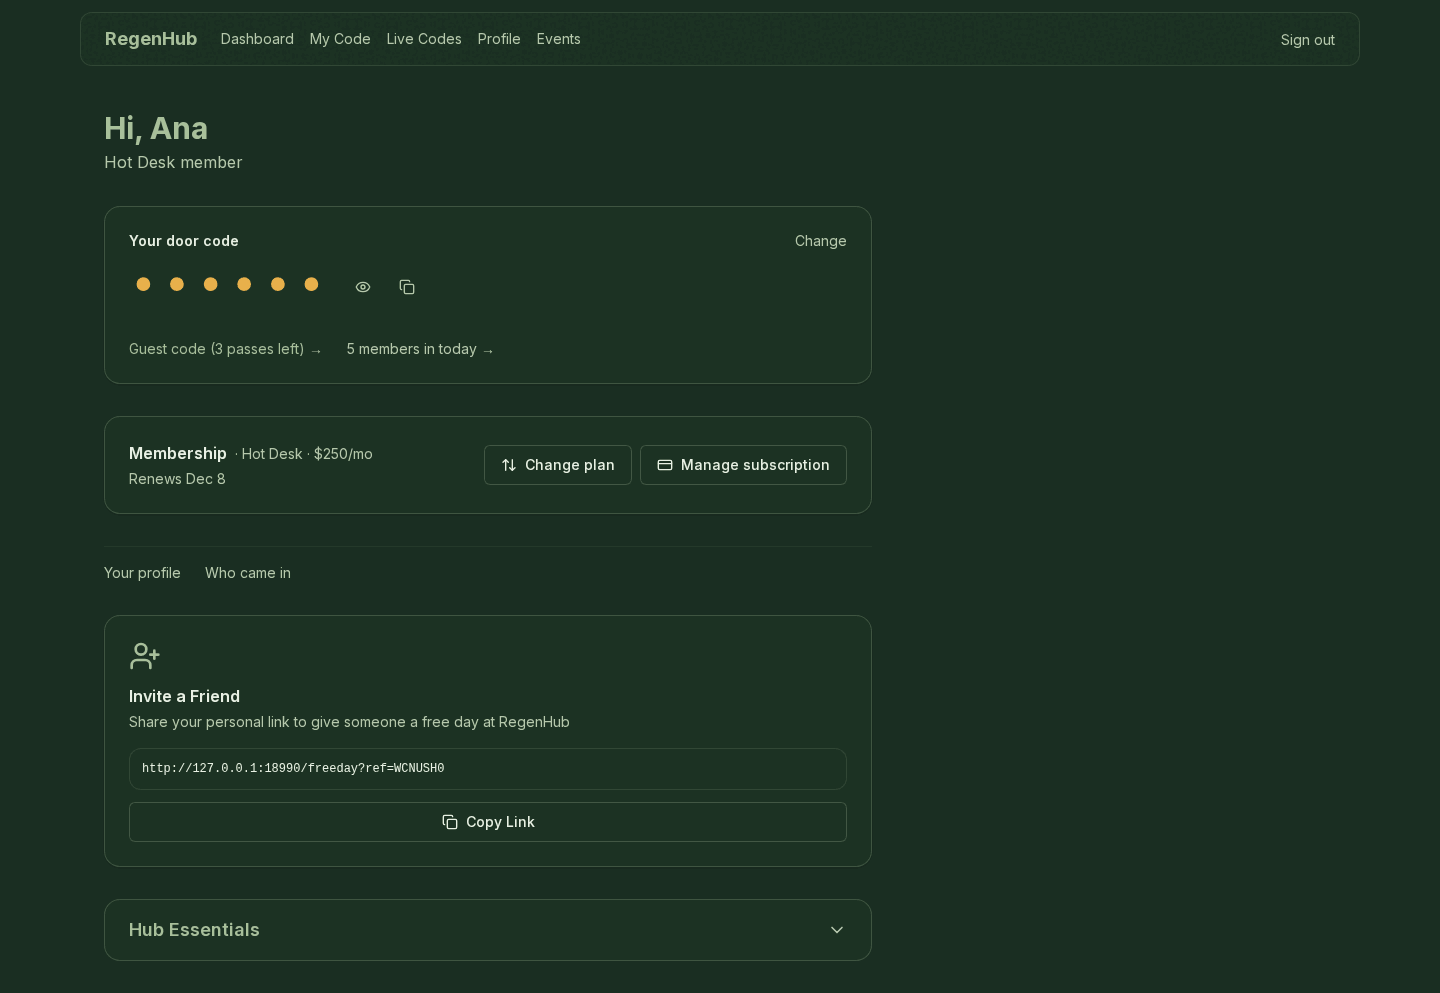 RegenHub Dashboard My Code Live Codes Profile Events Sign out
Hi, Ana
Hot Desk member
Your door code Change
Guest code (3 passes left) → 5 members in today →
Membership · Hot Desk · $250/mo
Renews Dec 8
Change plan Manage subscription
Your profile Who came in
Invite a Friend
Share your personal link to give someone a free day at RegenHub
http://127.0.0.1:18990/freeday?ref=WCNUSH0
Copy Link
Hub Essentials